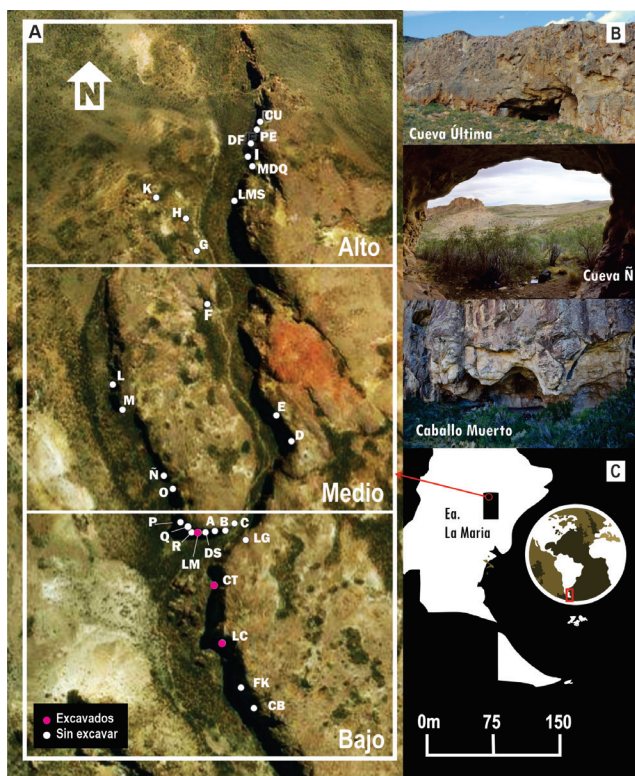 A
N
CU
PE
DF
I
MDQ
LMS
K
H
G
Alto
F
L
M
E
D
Ñ
O
Medio
P
Q
R
A
B
C
LM
DS
LG
CT
LC
FK
CB
Excavados
Sin excavar
Bajo
B
Cueva Última
Cueva Ñ
Caballo Muerto
C
Ea.
La Maria
0m 75 150